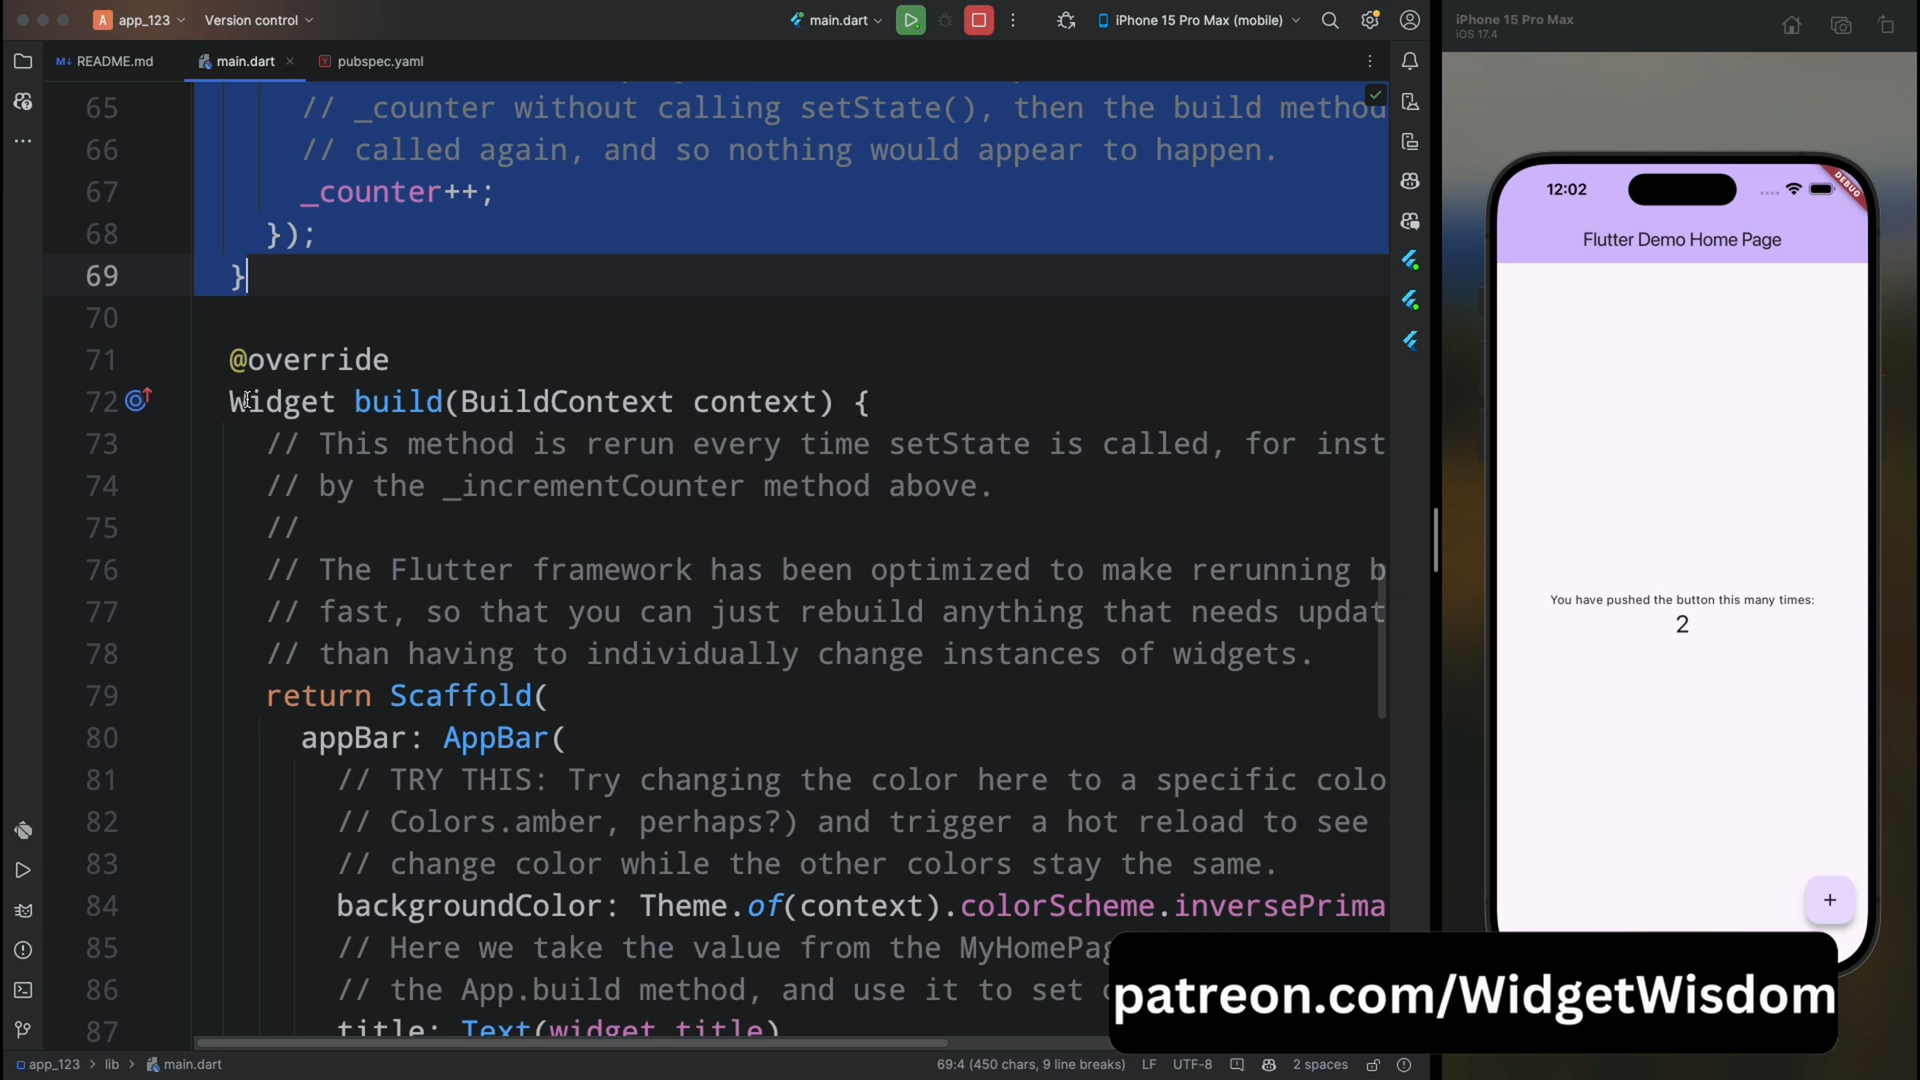 app_123
Version control
main.dart
iPhone 15 Pro Max (mobile)
iPhone 15 Pro Max
iOS 17.4
README.md
main.dart
pubspec.yaml
65 // _counter without calling setState(), then the build method
66 // called again, and so nothing would appear to happen.
67 _counter++;
68 });
69 }
70
71 @override
72 Widget build(BuildContext context) {
73 // This method is rerun every time setState is called, for inst
74 // by the _incrementCounter method above.
75 //
76 // The Flutter framework has been optimized to make rerunning b
77 // fast, so that you can just rebuild anything that needs updat
78 // than having to individually change instances of widgets.
79 return Scaffold(
80 appBar: AppBar(
81 // TRY THIS: Try changing the color here to a specific colo
82 // Colors.amber, perhaps?) and trigger a hot reload to see
83 // change color while the other colors stay the same.
84 backgroundColor: Theme.of(context).colorScheme.inversePrima
85 // Here we take the value from the MyHomePag
86 // the App.build method, and use it to set
87 title: Text(widget.title)
12:02
DEBUG
Flutter Demo Home Page
You have pushed the button this many times:
2
+
patreon.com/WidgetWisdom
app_123 > lib > main.dart
69:4 (450 chars, 9 line breaks)
LF
UTF-8
2 spaces